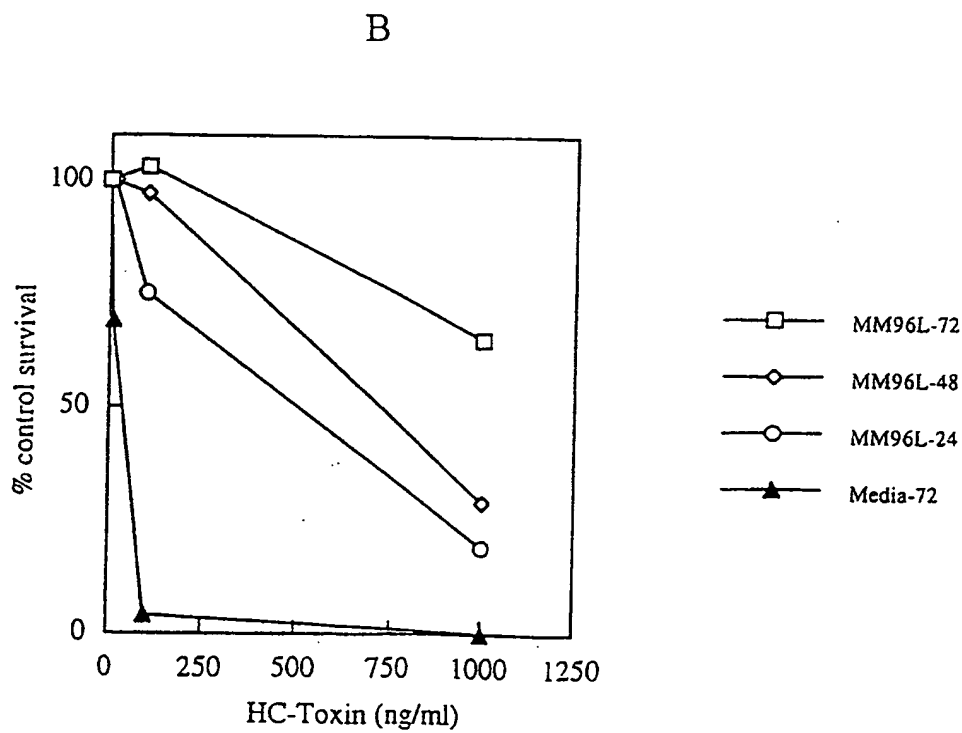 B
100
50
0
% control survival
0 250 500 750 1000 1250
HC-Toxin (ng/ml)
MM96L-72
MM96L-48
MM96L-24
Media-72